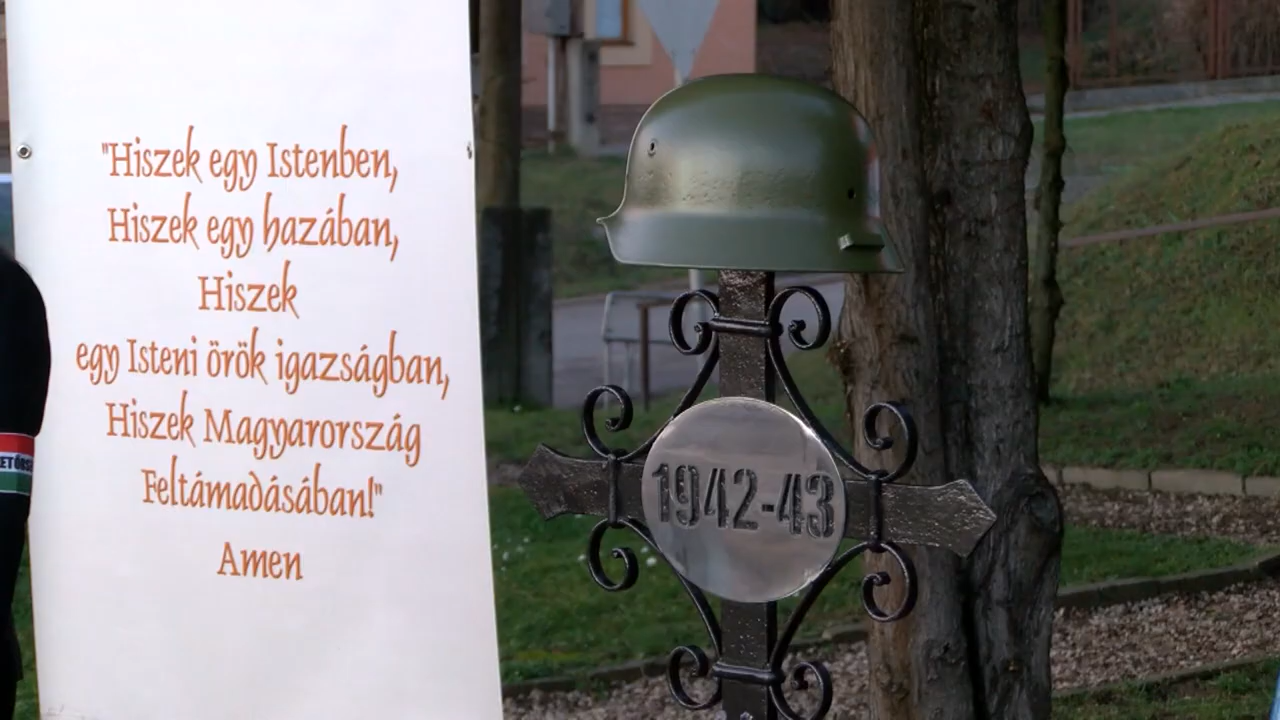 "Hiszek egy Istenben,
Hiszek egy hazában,
Hiszek
egy Isteni örök igazságban,
Hiszek Magyarország
Feltámadásában!"
Amen
1942-43